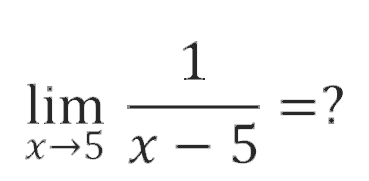 lim x→5 1/(x − 5) =?